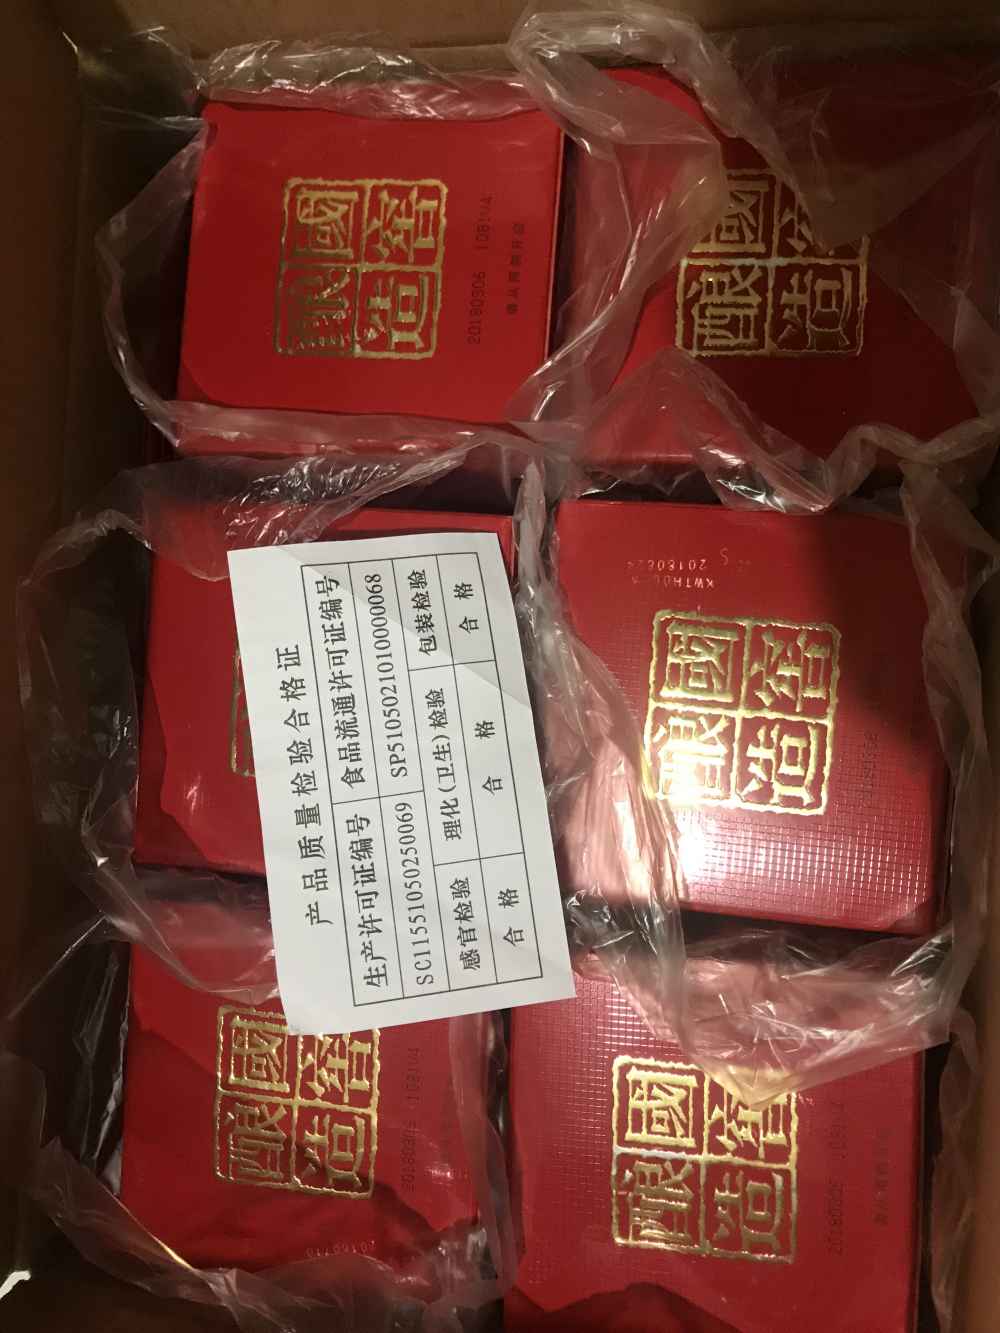 國窖
釀造
20180906 1081V4
國窖
釀造
产品质量检验合格证
生产许可证编号 食品流通许可证编号
SC11551050250069 SP5105021010000068
感官检验 理化(卫生)检验 包装检验
合格 合格 合格
20180824
國窖
釀造
國窖
釀造
國窖
釀造